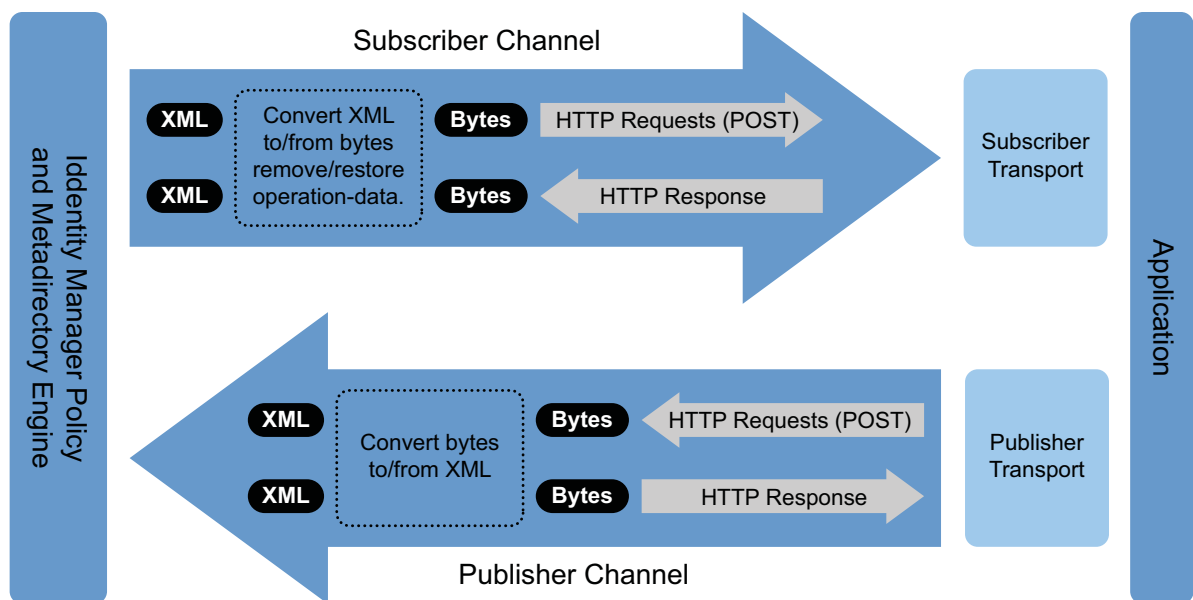 Iddentity Manager Policy
and Metadirectory Engine
Subscriber Channel
XML
Convert XML
to/from bytes
remove/restore
operation-data.
Bytes
HTTP Requests (POST)
XML
Bytes
HTTP Response
Subscriber
Transport
Application
XML
Convert bytes
to/from XML
Bytes
HTTP Requests (POST)
XML
Bytes
HTTP Response
Publisher
Transport
Publisher Channel